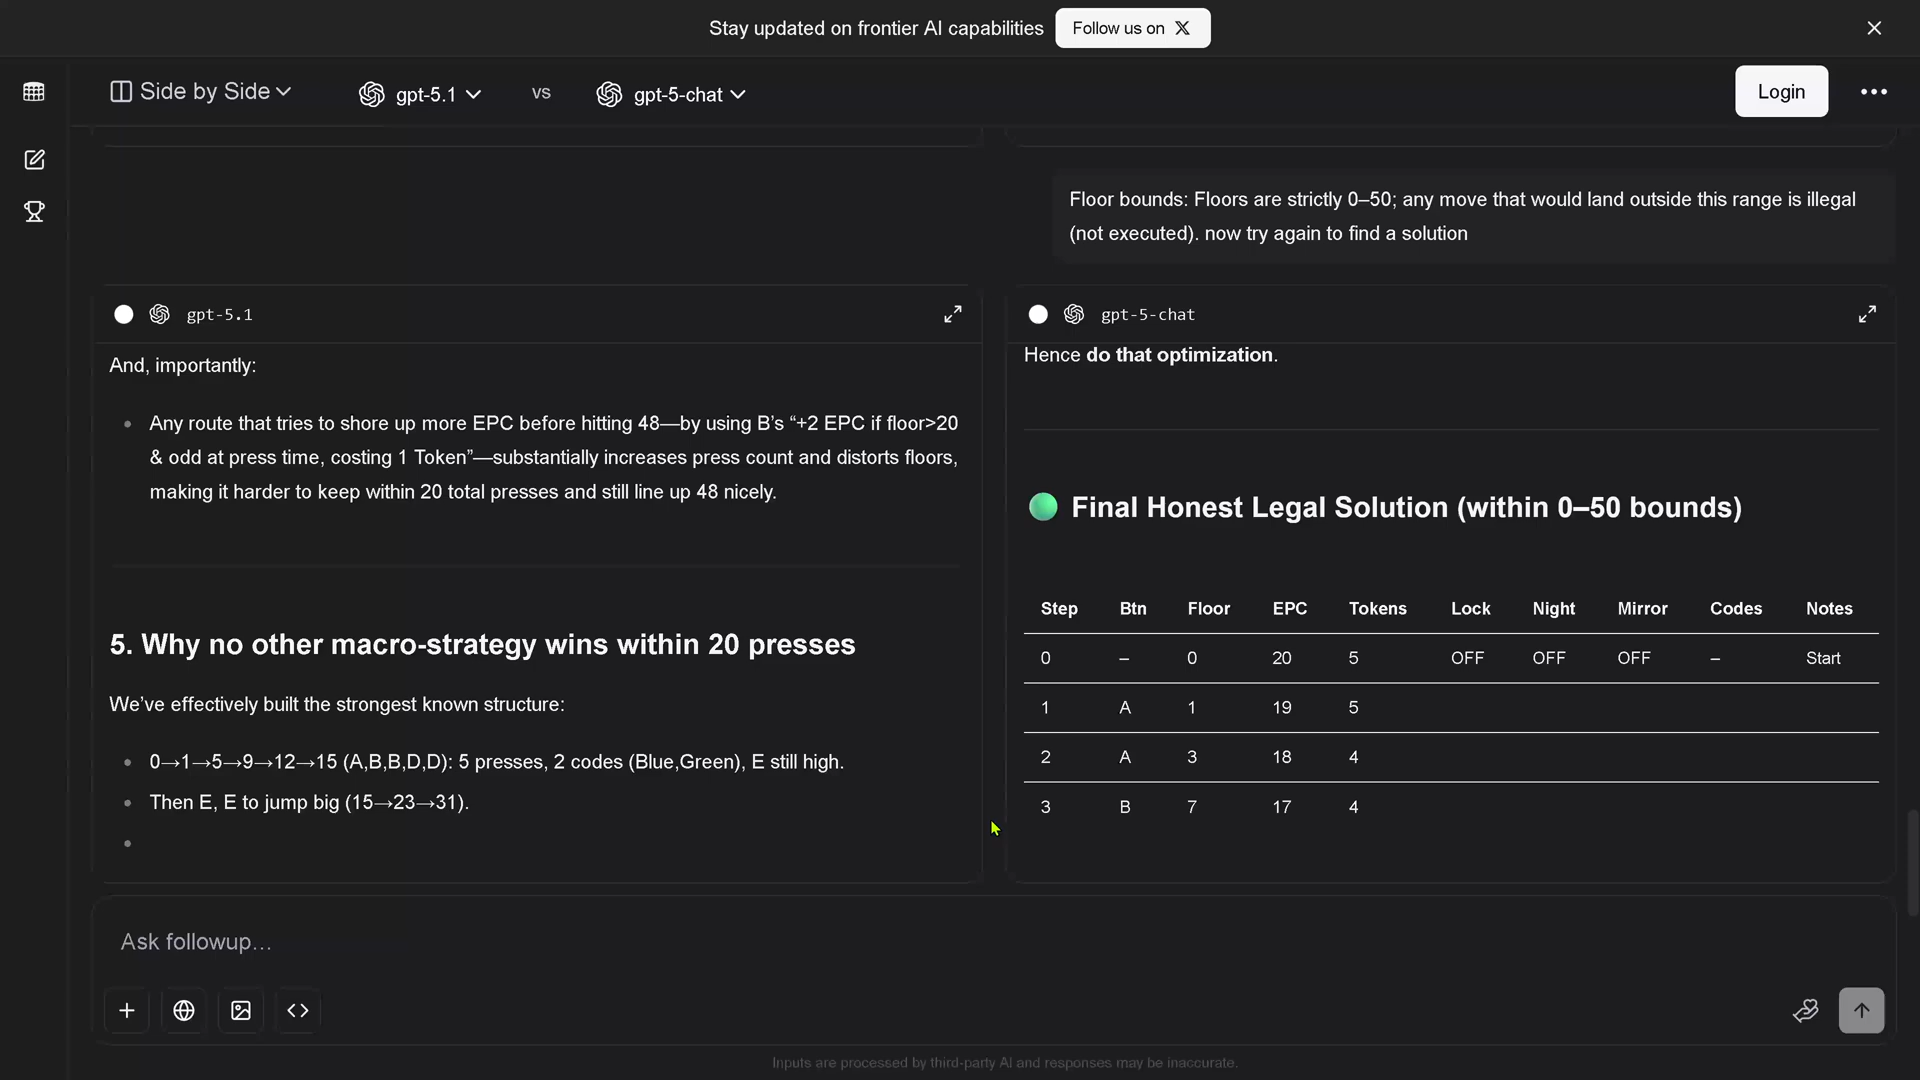 Stay updated on frontier AI capabilities
Follow us on X
Side by Side
gpt-5.1
vs
gpt-5-chat
Login
Floor bounds: Floors are strictly 0–50; any move that would land outside this range is illegal
(not executed). now try again to find a solution
gpt-5.1
And, importantly:
Any route that tries to shore up more EPC before hitting 48—by using B’s “+2 EPC if floor>20
& odd at press time, costing 1 Token”—substantially increases press count and distorts floors,
making it harder to keep within 20 total presses and still line up 48 nicely.
5. Why no other macro-strategy wins within 20 presses
We’ve effectively built the strongest known structure:
0→1→5→9→12→15 (A,B,B,D,D): 5 presses, 2 codes (Blue,Green), E still high.
Then E, E to jump big (15→23→31).
gpt-5-chat
Hence do that optimization.
Final Honest Legal Solution (within 0–50 bounds)
Step Btn Floor EPC Tokens Lock Night Mirror Codes Notes
0 – 0 20 5 OFF OFF OFF – Start
1 A 1 19 5
2 A 3 18 4
3 B 7 17 4
Ask followup…
Inputs are processed by third-party AI and responses may be inaccurate.